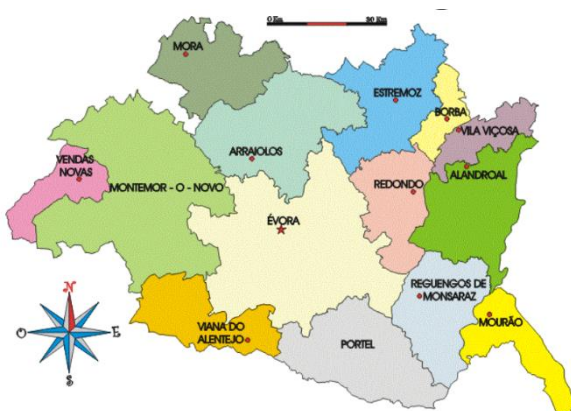 0 Km 20 Km
MORA
ESTREMOZ
BORBA
VILA VIÇOSA
ARRAIOLOS
VENDAS
NOVAS
MONTEMOR - O - NOVO
REDONDO
ALANDROAL
ÉVORA
REGUENGOS DE
MONSARAZ
N
O
E
S
VIANA DO
ALENTEJO
PORTEL
MOURÃO